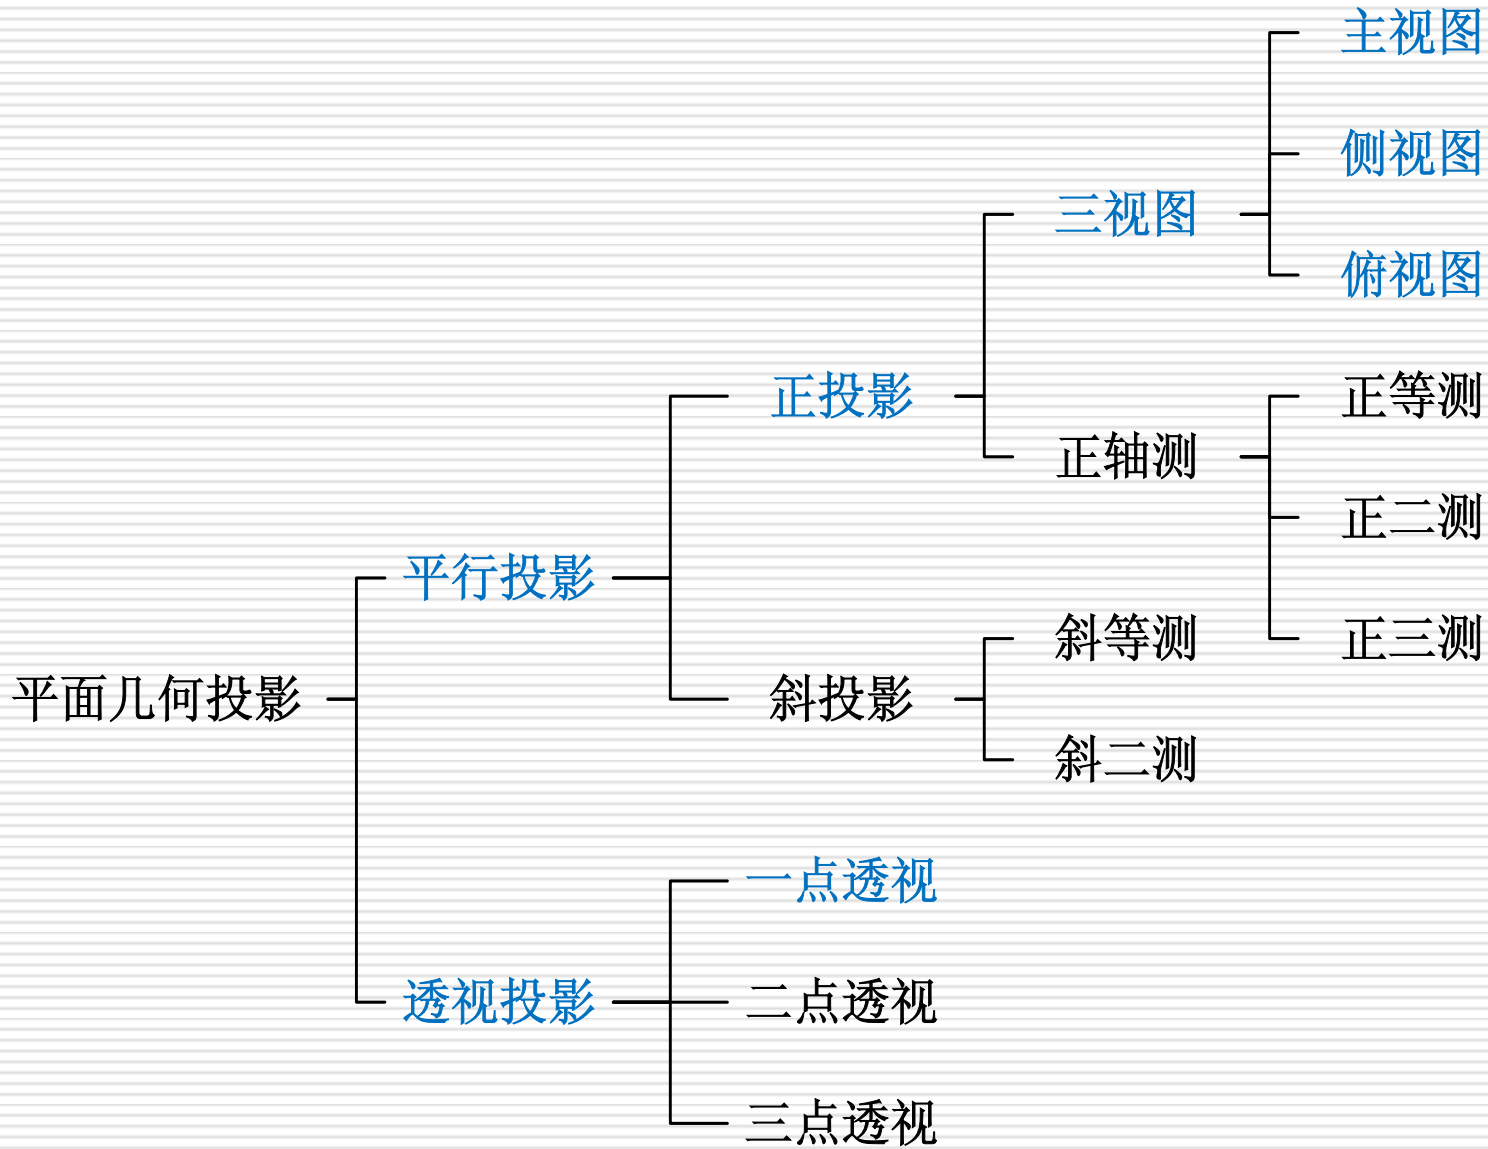 主视图
侧视图
三视图
俯视图
正投影
正等测
正轴测
正二测
平行投影
斜等测
正三测
平面几何投影
斜投影
斜二测
一点透视
透视投影
二点透视
三点透视